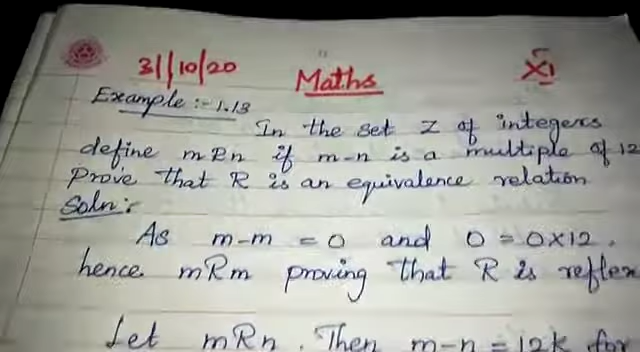 31/10/20 Maths XI
Example :- 1.13
In the set Z of integers
define mRn if m-n is a multiple of 12
Prove that R is an equivalence relation
Soln :-
As m-m = 0 and 0 = 0×12,
hence mRm proving that R is reflex
Let mRn. Then m-n = 12k for